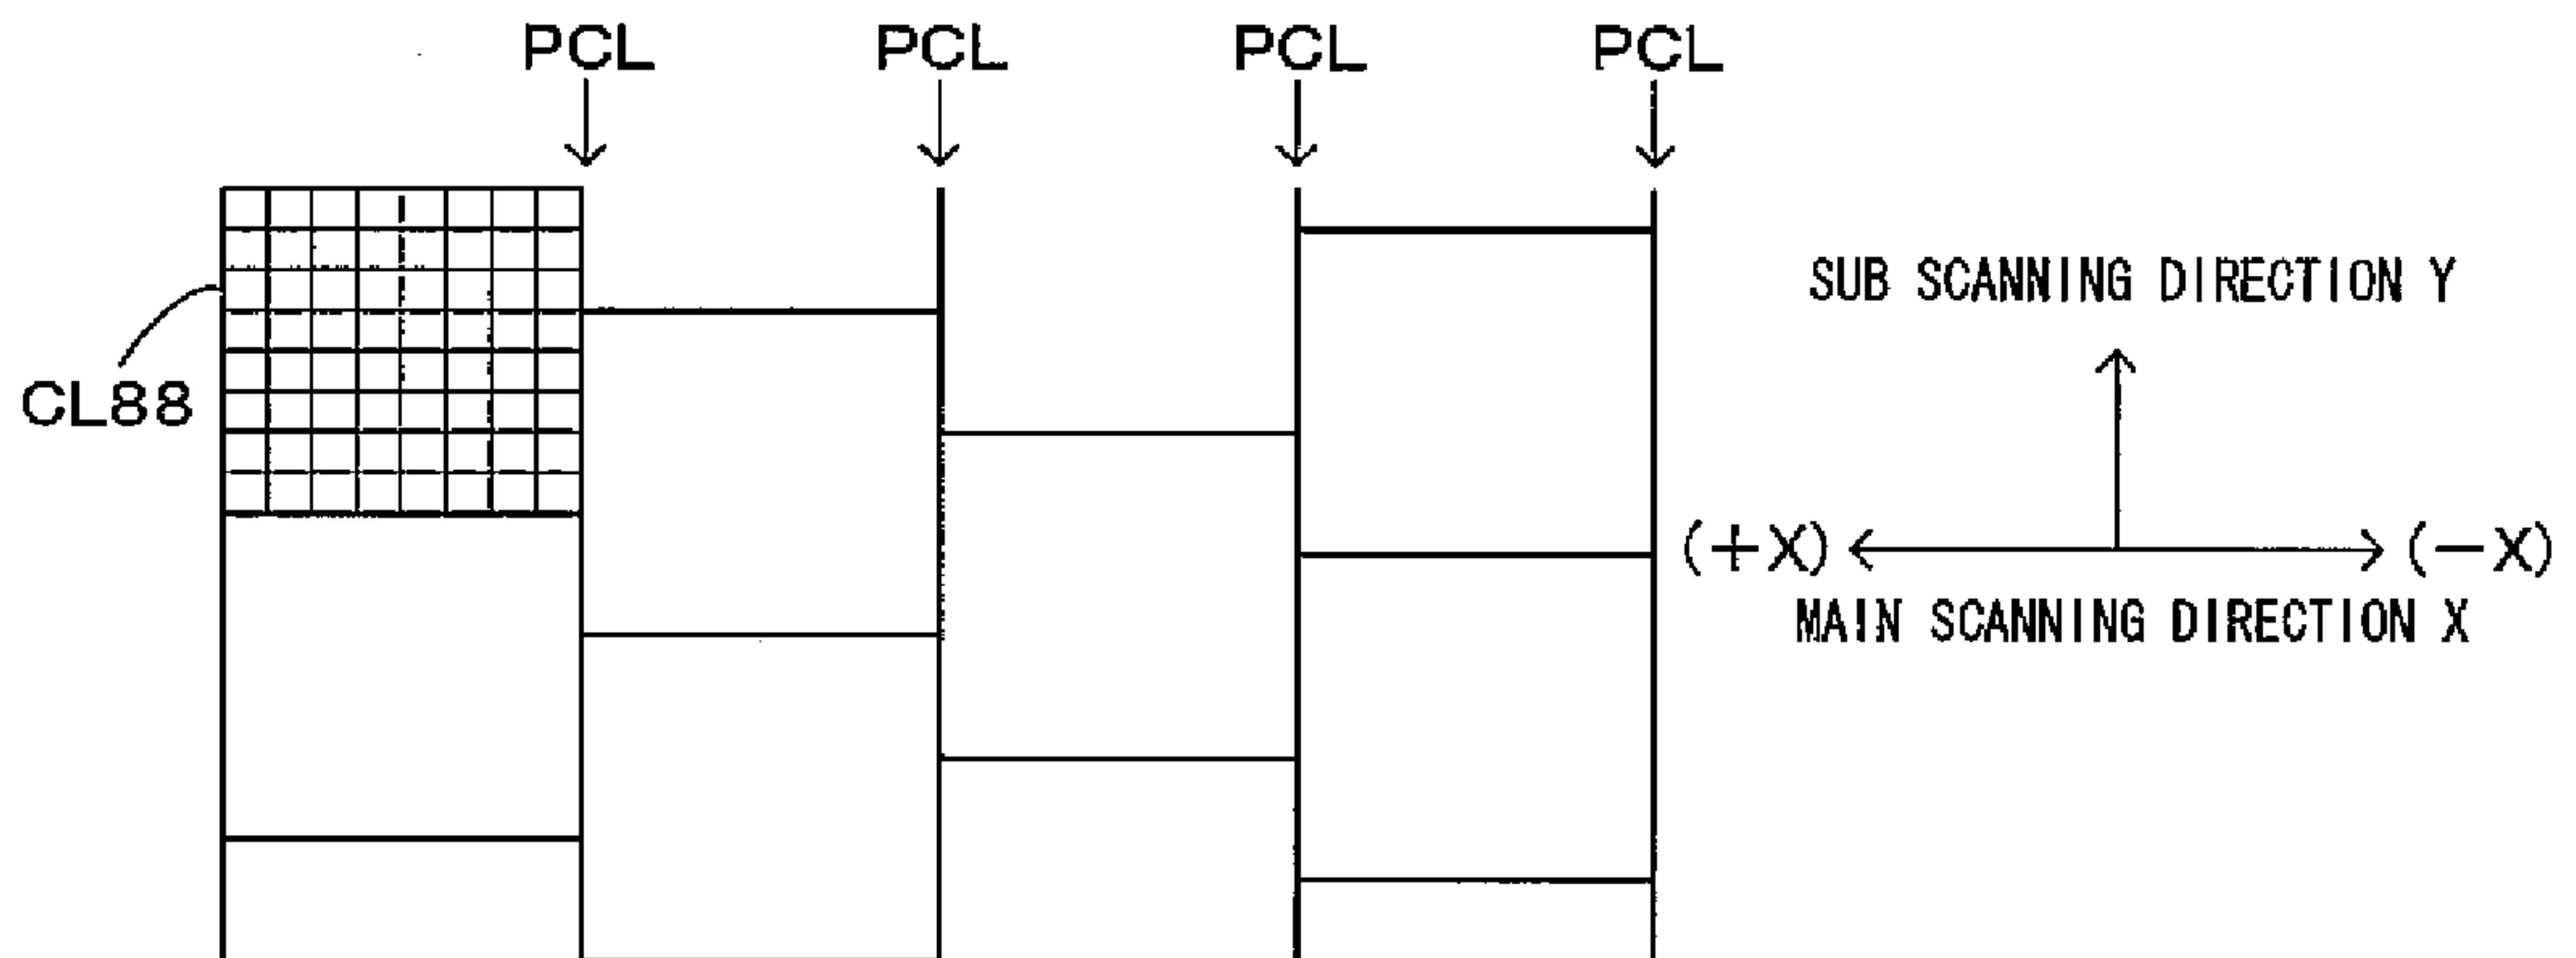 PCL PCL PCL PCL
SUB SCANNING DIRECTION Y
CL88
(+X) (-X)
MAIN SCANNING DIRECTION X